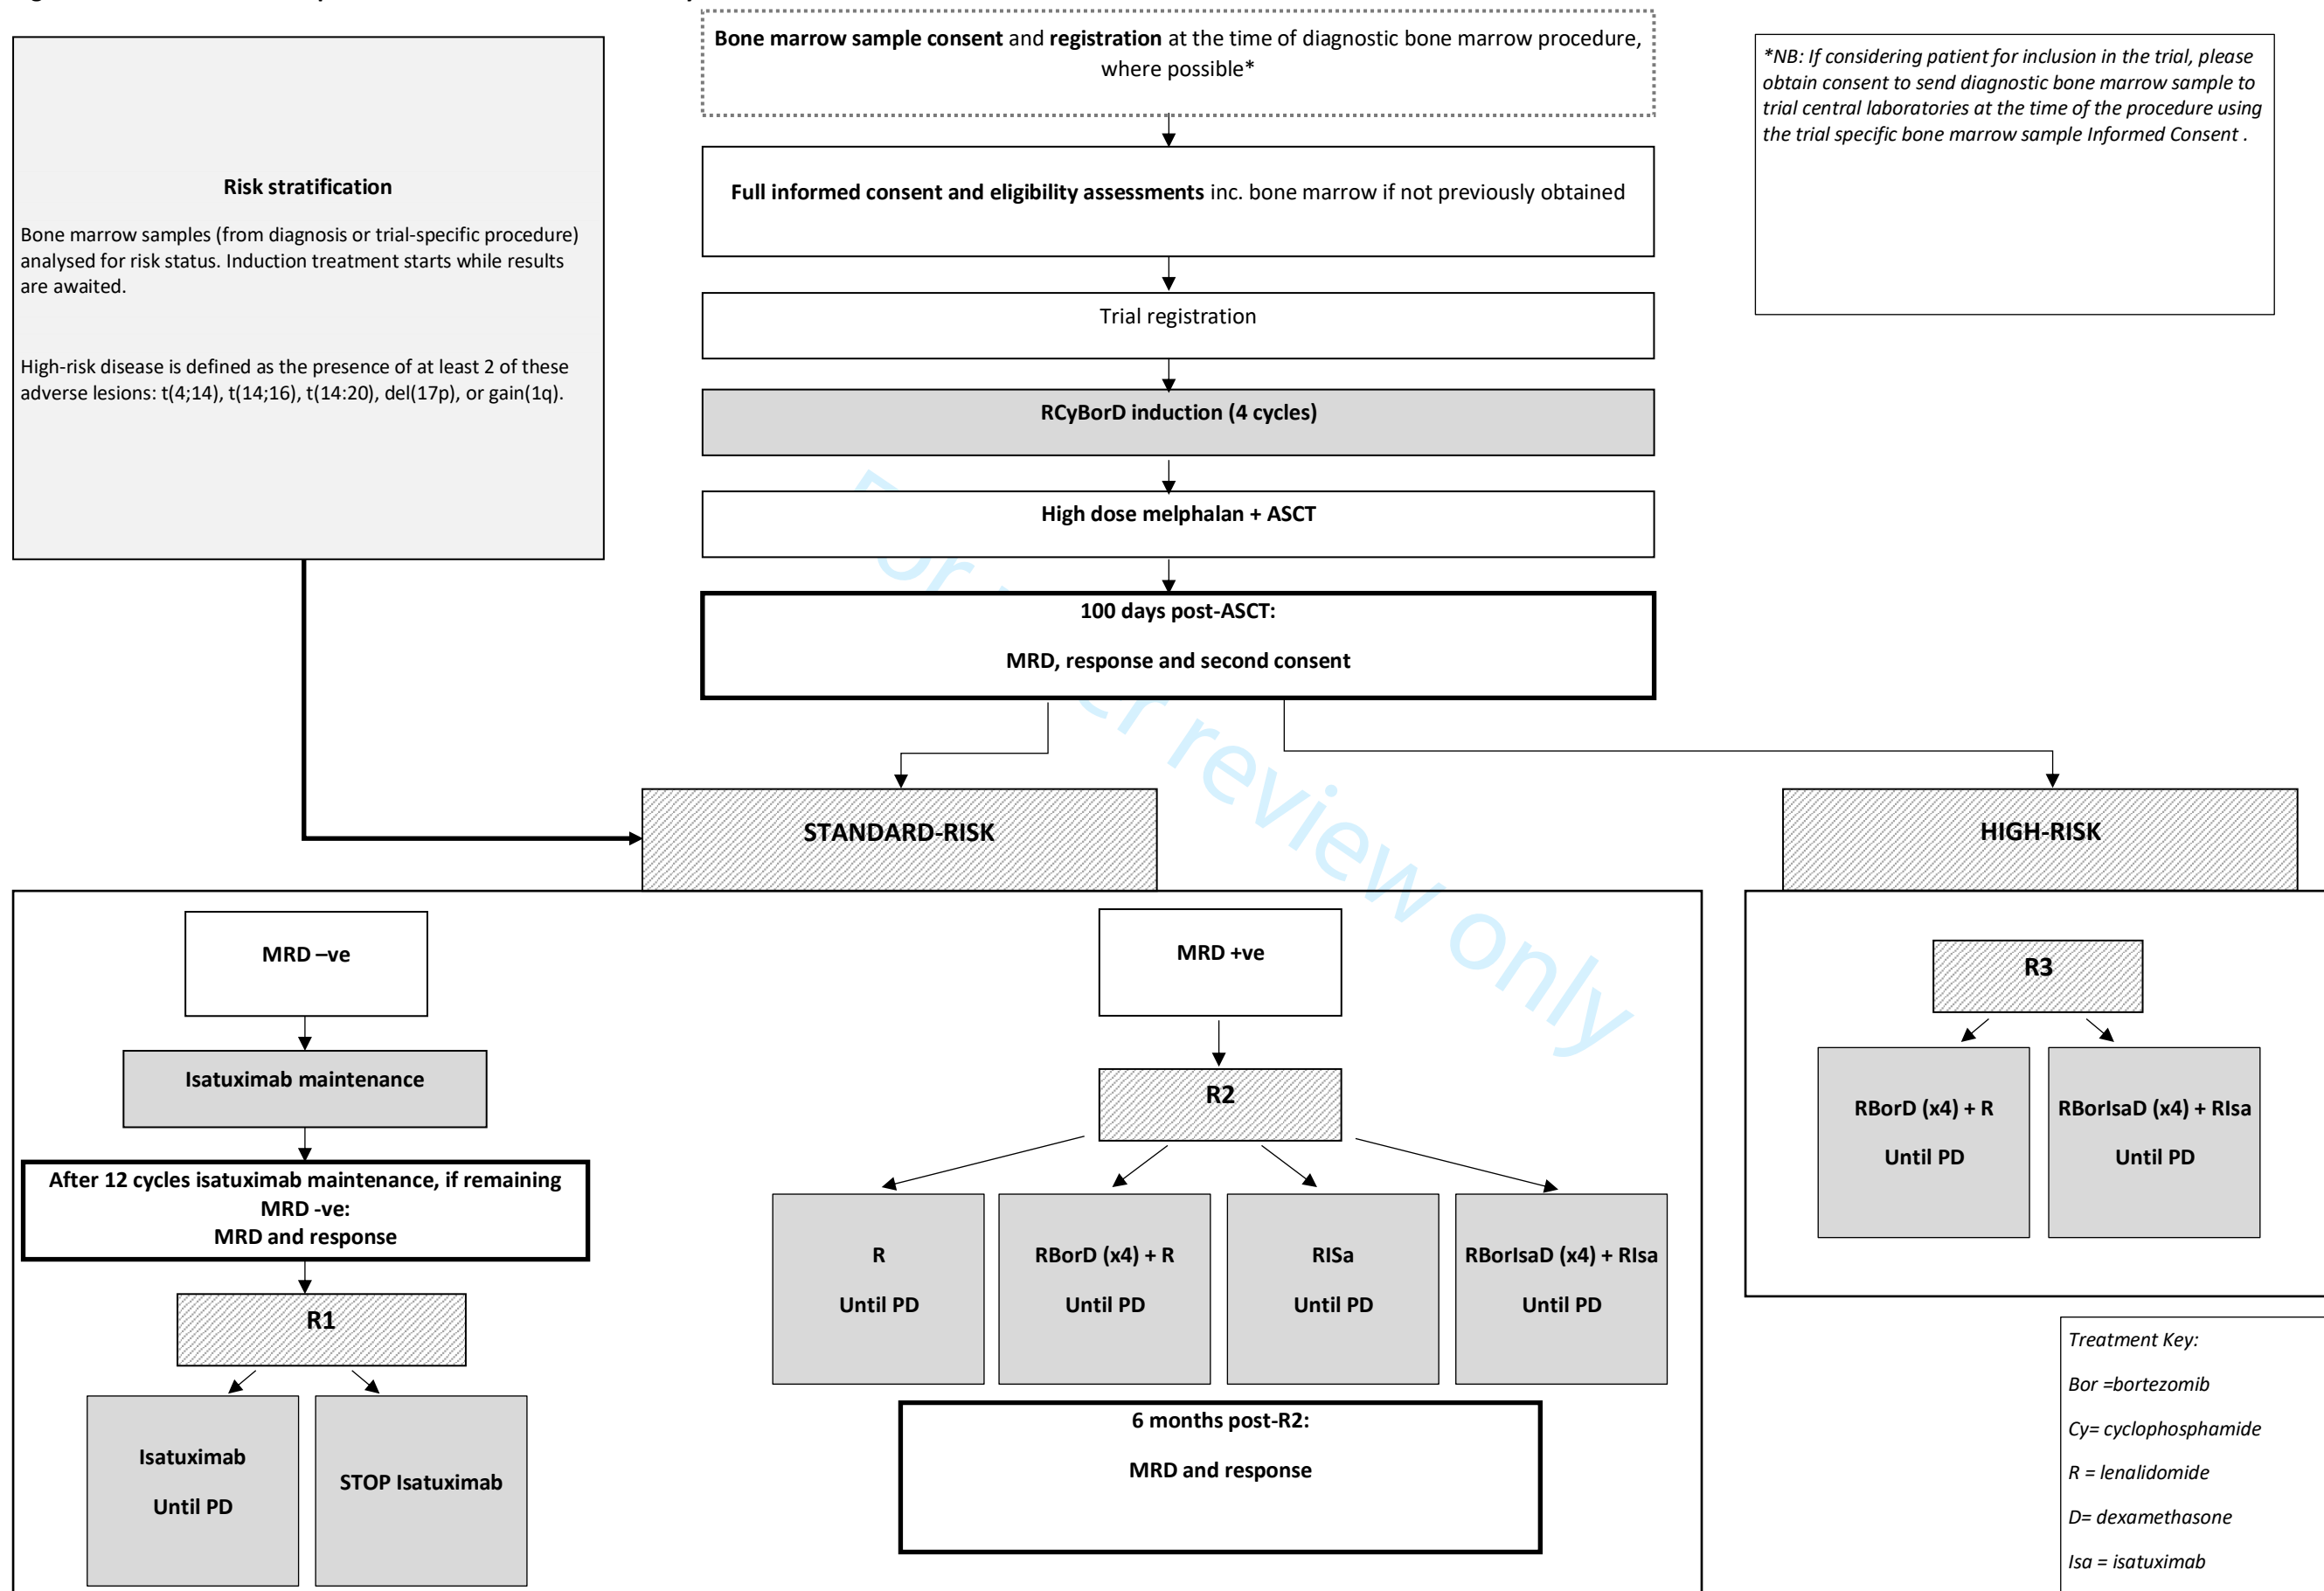 Bone marrow sample consent and registration at the time of diagnostic bone marrow procedure,
where possible*
*NB: If considering patient for inclusion in the trial, please
obtain consent to send diagnostic bone marrow sample to
trial central laboratories at the time of the procedure using
the trial specific bone marrow sample Informed Consent .
Risk stratification
Bone marrow samples (from diagnosis or trial-specific procedure)
analysed for risk status. Induction treatment starts while results
are awaited.
High-risk disease is defined as the presence of at least 2 of these
adverse lesions: t(4;14), t(14;16), t(14:20), del(17p), or gain(1q).
Full informed consent and eligibility assessments inc. bone marrow if not previously obtained
Trial registration
RCyBorD induction (4 cycles)
High dose melphalan + ASCT
100 days post-ASCT:
MRD, response and second consent
For peer review only
STANDARD-RISK
HIGH-RISK
MRD –ve
Isatuximab maintenance
After 12 cycles isatuximab maintenance, if remaining
MRD -ve:
MRD and response
R1
Isatuximab
Until PD
STOP Isatuximab
MRD +ve
R2
R
Until PD
RBorD (x4) + R
Until PD
RISa
Until PD
RBorIsaD (x4) + RIsa
Until PD
6 months post-R2:
MRD and response
R3
RBorD (x4) + R
Until PD
RBorIsaD (x4) + RIsa
Until PD
Treatment Key:
Bor =bortezomib
Cy= cyclophosphamide
R = lenalidomide
D= dexamethasone
Isa = isatuximab